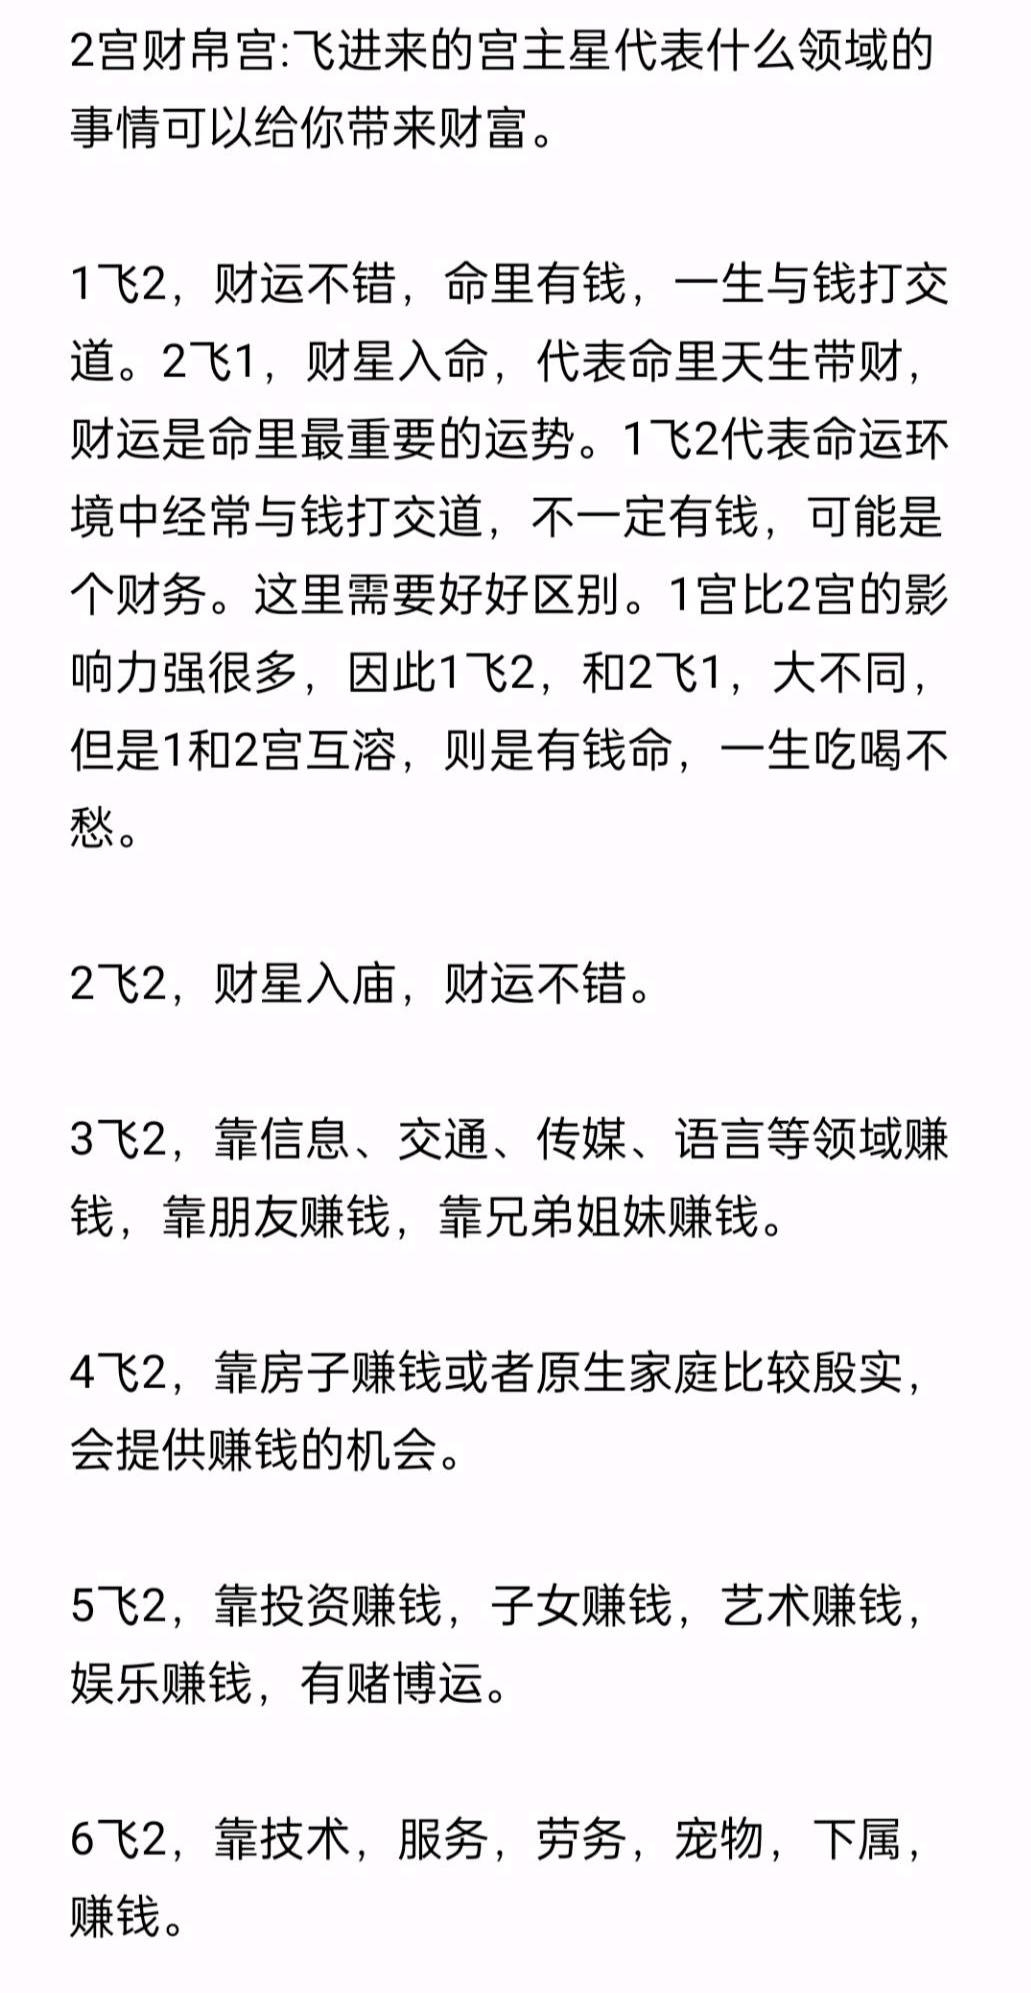 2宫财帛宫:飞进来的宫主星代表什么领域的
事情可以给你带来财富。
1飞2，财运不错，命里有钱，一生与钱打交
道。2飞1，财星入命，代表命里天生带财，
财运是命里最重要的运势。1飞2代表命运环
境中经常与钱打交道，不一定有钱，可能是
个财务。这里需要好好区别。1宫比2宫的影
响力强很多，因此1飞2，和2飞1，大不同，
但是1和2宫互溶，则是有钱命，一生吃喝不
愁。
2飞2，财星入庙，财运不错。
3飞2，靠信息、交通、传媒、语言等领域赚
钱，靠朋友赚钱，靠兄弟姐妹赚钱。
4飞2，靠房子赚钱或者原生家庭比较殷实，
会提供赚钱的机会。
5飞2，靠投资赚钱，子女赚钱，艺术赚钱，
娱乐赚钱，有赌博运。
6飞2，靠技术，服务，劳务，宠物，下属，
赚钱。